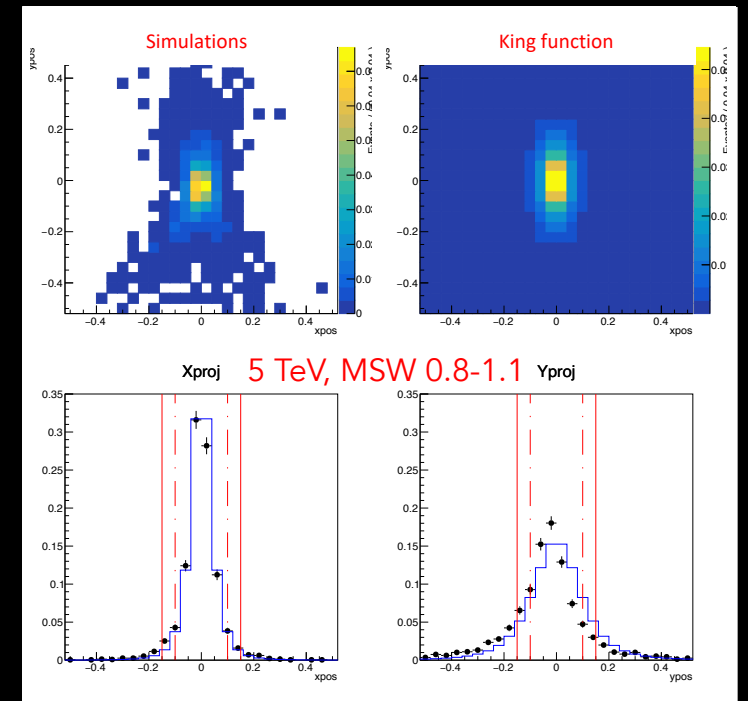 Simulations King function
ypos ypos
0.4 0.4
0.2 0.2
0 0
−0.2 −0.2
−0.4 −0.4
−0.4 −0.2 0 0.2 0.4 −0.4 −0.2 0 0.2 0.4
xpos xpos
Xproj 5 TeV, MSW 0.8-1.1 Yproj
0.35 0.35
0.3 0.3
0.25 0.25
0.2 0.2
0.15 0.15
0.1 0.1
0.05 0.05
0 0
−0.4 −0.2 0 0.2 0.4 −0.4 −0.2 0 0.2 0.4
xpos ypos